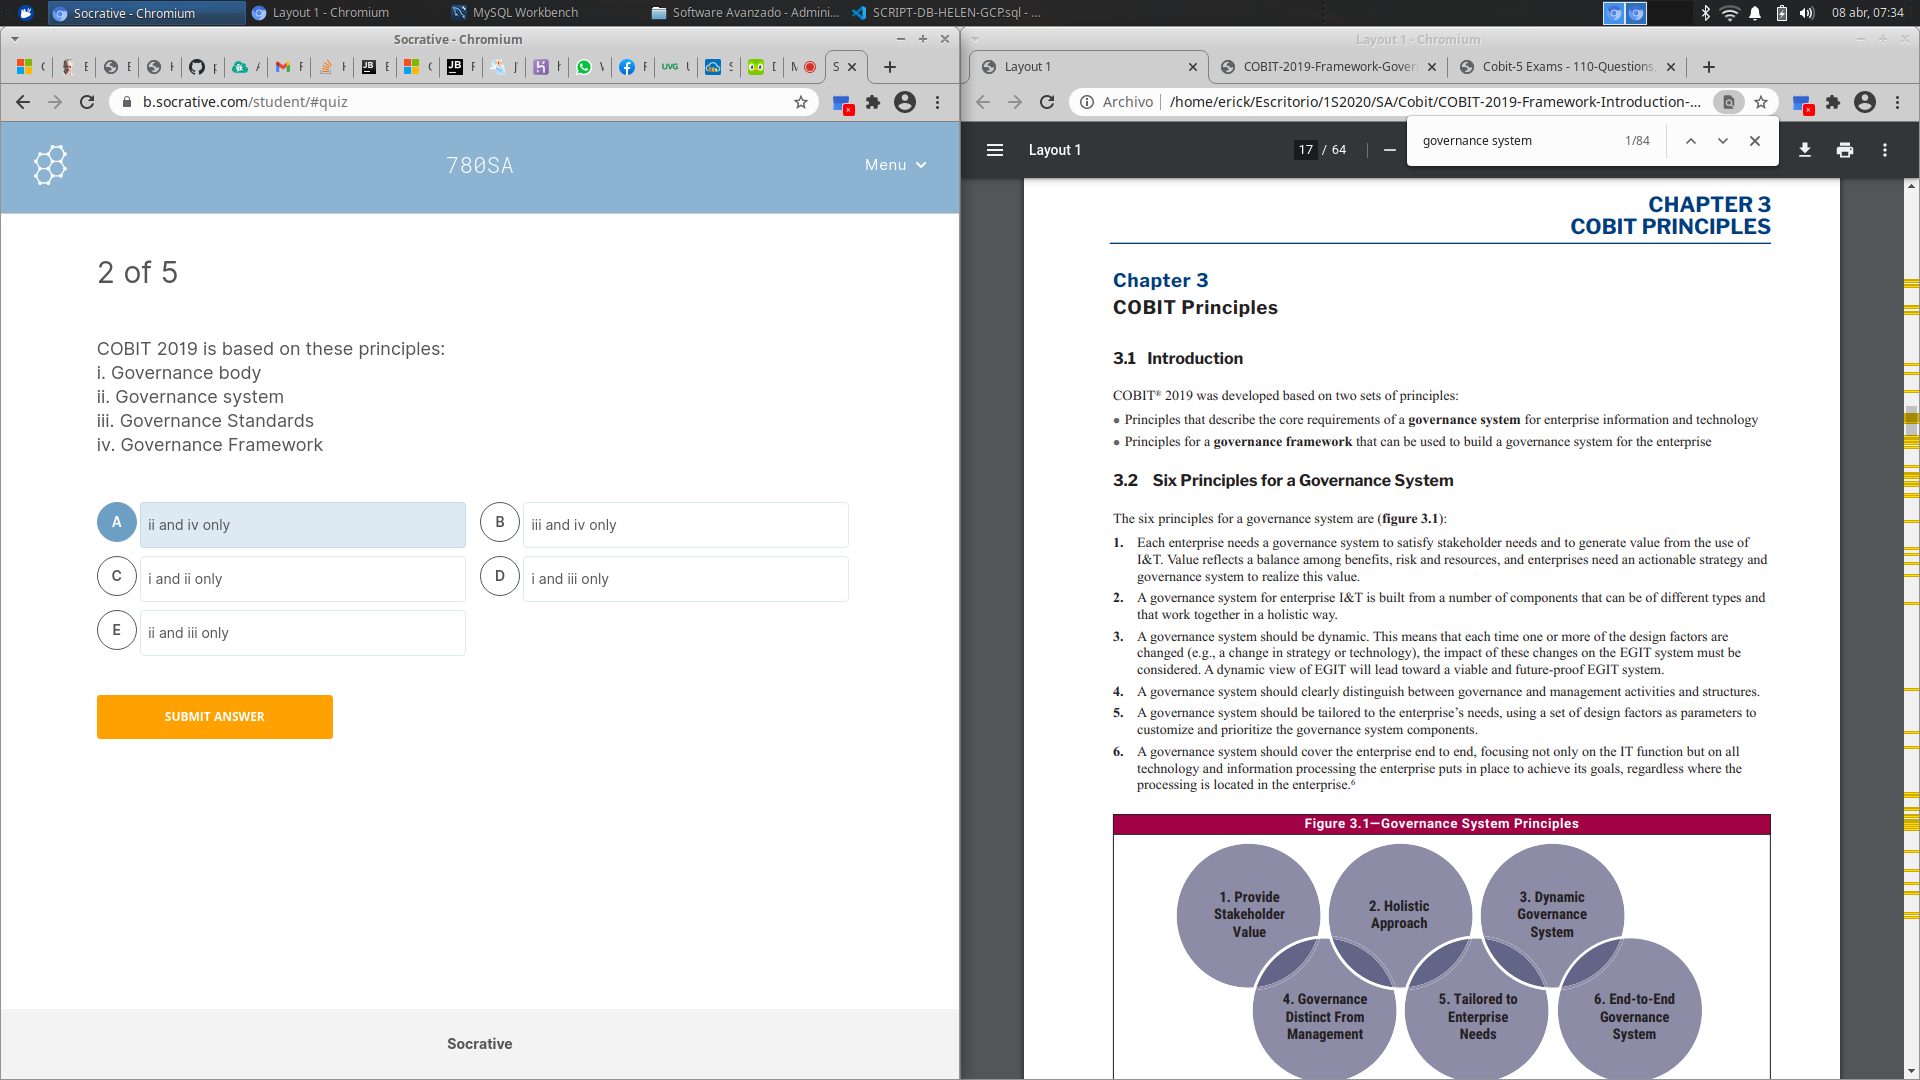 Socrative - Chromium
Layout 1 - Chromium
MySQL Workbench
Software Avanzado - Admini...
SCRIPT-DB-HELEN-GCP.sql - ...
08 abr, 07:34
Socrative - Chromium
b.socrative.com/student/#quiz
780SA
Menu
2 of 5
COBIT 2019 is based on these principles:
i. Governance body
ii. Governance system
iii. Governance Standards
iv. Governance Framework
A ii and iv only
B iii and iv only
C i and ii only
D i and iii only
E ii and iii only
SUBMIT ANSWER
Socrative
Layout 1 - Chromium
Layout 1
COBIT-2019-Framework-Gover
Cobit-5 Exams - 110-Questions,
Archivo /home/erick/Escritorio/1S2020/SA/Cobit/COBIT-2019-Framework-Introduction-...
governance system 1/84
Layout 1
17 / 64
CHAPTER 3
COBIT PRINCIPLES
Chapter 3
COBIT Principles
3.1 Introduction
COBIT® 2019 was developed based on two sets of principles:
• Principles that describe the core requirements of a governance system for enterprise information and technology
• Principles for a governance framework that can be used to build a governance system for the enterprise
3.2 Six Principles for a Governance System
The six principles for a governance system are (figure 3.1):
1. Each enterprise needs a governance system to satisfy stakeholder needs and to generate value from the use of
I&T. Value reflects a balance among benefits, risk and resources, and enterprises need an actionable strategy and
governance system to realize this value.
2. A governance system for enterprise I&T is built from a number of components that can be of different types and
that work together in a holistic way.
3. A governance system should be dynamic. This means that each time one or more of the design factors are
changed (e.g., a change in strategy or technology), the impact of these changes on the EGIT system must be
considered. A dynamic view of EGIT will lead toward a viable and future-proof EGIT system.
4. A governance system should clearly distinguish between governance and management activities and structures.
5. A governance system should be tailored to the enterprise's needs, using a set of design factors as parameters to
customize and prioritize the governance system components.
6. A governance system should cover the enterprise end to end, focusing not only on the IT function but on all
technology and information processing the enterprise puts in place to achieve its goals, regardless where the
processing is located in the enterprise.⁶
Figure 3.1—Governance System Principles
1. Provide
Stakeholder
Value
2. Holistic
Approach
3. Dynamic
Governance
System
4. Governance
Distinct From
Management
5. Tailored to
Enterprise
Needs
6. End-to-End
Governance
System